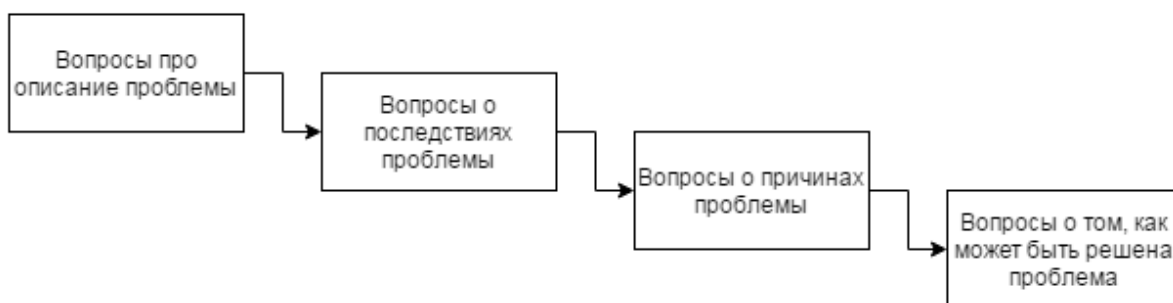 Вопросы про
описание проблемы
Вопросы о
последствиях
проблемы
Вопросы о причинах
проблемы
Вопросы о том, как
может быть решена
проблема